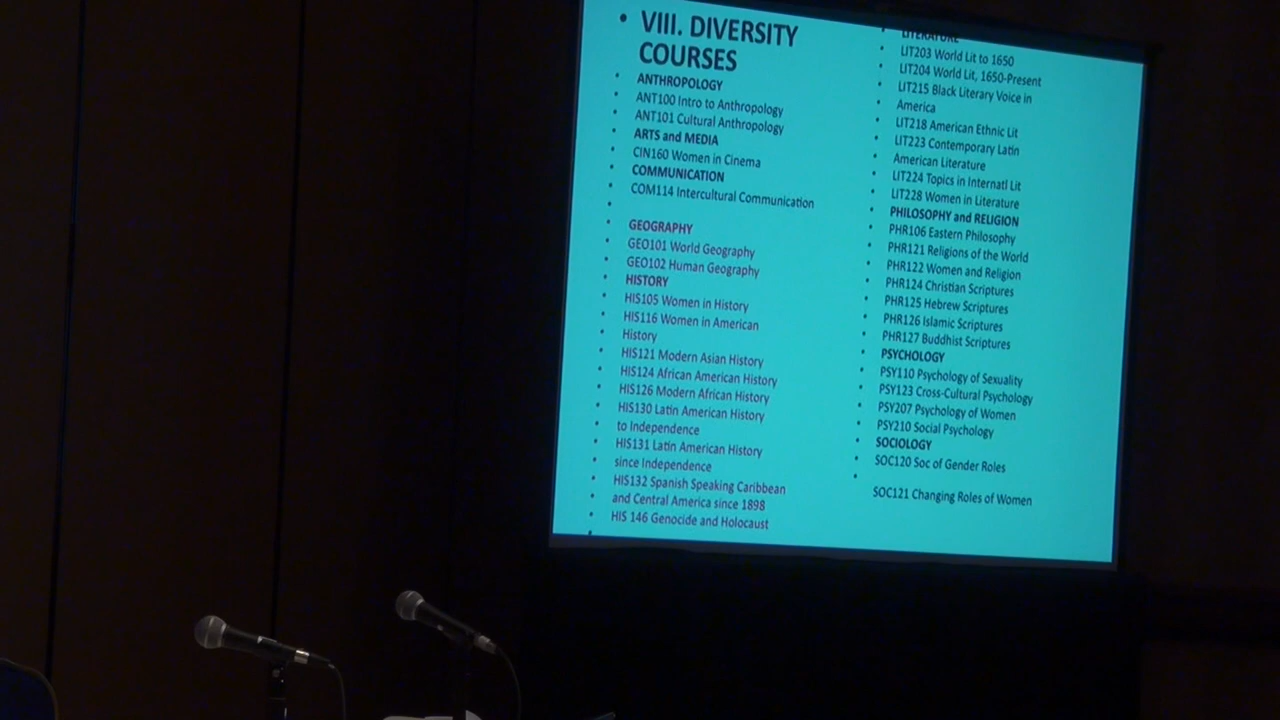 VIII. DIVERSITY
COURSES
ANTHROPOLOGY
ANT100 Intro to Anthropology
ANT101 Cultural Anthropology
ARTS and MEDIA
CIN160 Women in Cinema
COMMUNICATION
COM114 Intercultural Communication
GEOGRAPHY
GEO101 World Geography
GEO102 Human Geography
HISTORY
HIS105 Women in History
HIS116 Women in American
History
HIS121 Modern Asian History
HIS124 African American History
HIS126 Modern African History
HIS130 Latin American History
to Independence
HIS131 Latin American History
since Independence
HIS132 Spanish Speaking Caribbean
and Central America since 1898
HIS 146 Genocide and Holocaust
LITERATURE
LIT203 World Lit to 1650
LIT204 World Lit, 1650-Present
LIT215 Black Literary Voice in
America
LIT218 American Ethnic Lit
LIT223 Contemporary Latin
American Literature
LIT224 Topics in Internatl Lit
LIT228 Women in Literature
PHILOSOPHY and RELIGION
PHR106 Eastern Philosophy
PHR121 Religions of the World
PHR122 Women and Religion
PHR124 Christian Scriptures
PHR125 Hebrew Scriptures
PHR126 Islamic Scriptures
PHR127 Buddhist Scriptures
PSYCHOLOGY
PSY110 Psychology of Sexuality
PSY123 Cross-Cultural Psychology
PSY207 Psychology of Women
PSY210 Social Psychology
SOCIOLOGY
SOC120 Soc of Gender Roles
SOC121 Changing Roles of Women